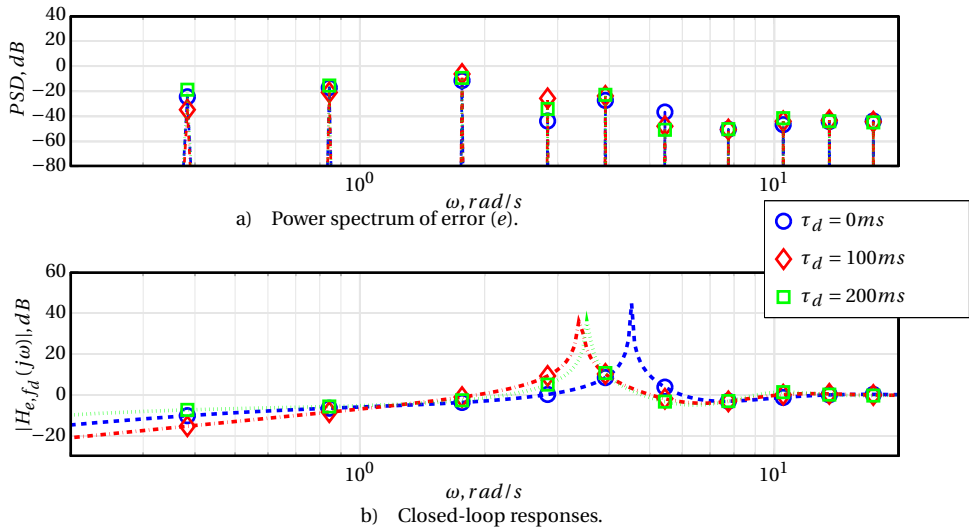 40
20
0
−20
−40
−60
−80
PSD, dB
10^0
10^1
ω, rad/s
a) Power spectrum of error (e).
τ_d = 0ms
τ_d = 100ms
τ_d = 200ms
60
40
20
0
−20
|H_{e,f_d}(jω)|, dB
10^0
10^1
ω, rad/s
b) Closed-loop responses.